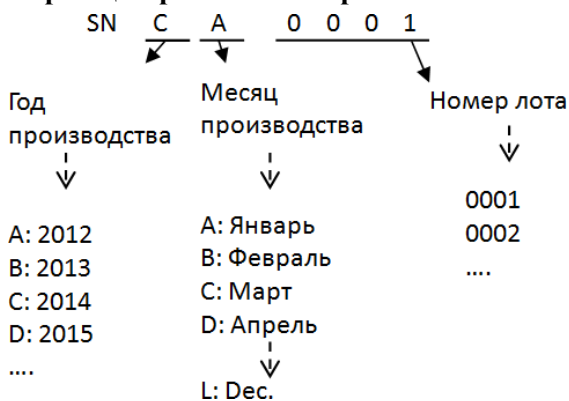 SN C A 0 0 0 1
Год производства
Месяц производства
Номер лота
A: 2012
B: 2013
C: 2014
D: 2015
....
A: Январь
B: Февраль
C: Март
D: Апрель
L: Dec.
0001
0002
....